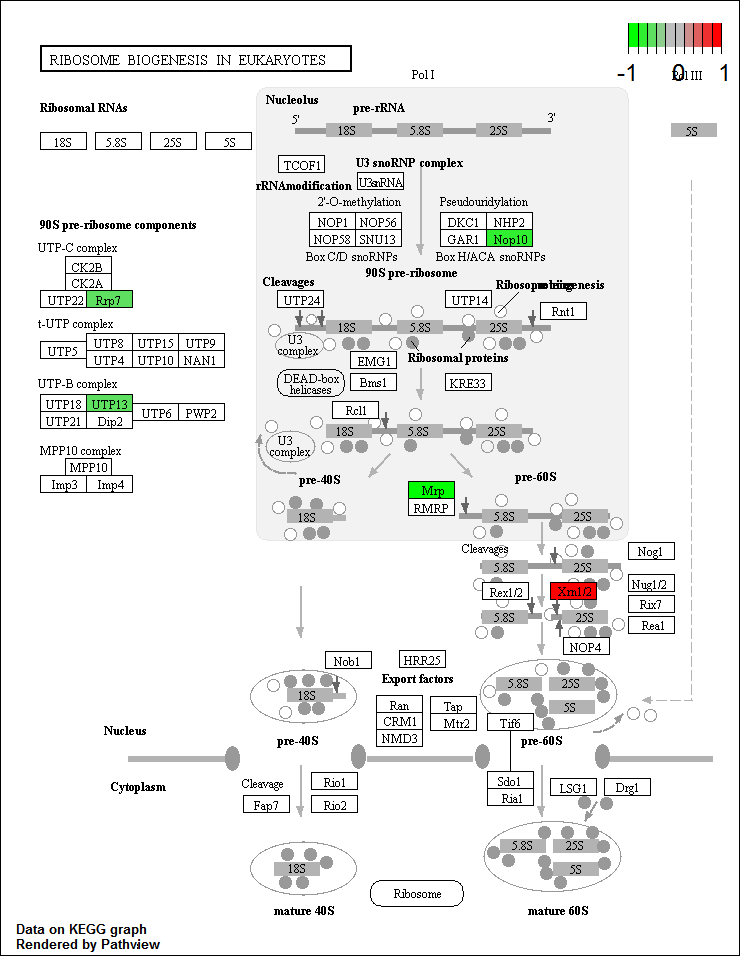 RIBOSOME BIOGENESIS IN EUKARYOTES
-1 0 1
Pol I
Pol III
Ribosomal RNAs
18S 5.8S 25S 5S
Nucleolus
pre-rRNA
5' 3'
18S 5.8S 25S
5S
TCOF1
U3 snoRNP complex
U3snRNA
rRNAmodification
2'-O-methylation
Pseudouridylation
NOP1 NOP56
NOP58 SNU13
DKC1 NHP2
GAR1 Nop10
Box C/D snoRNPs
Box H/ACA snoRNPs
90S pre-ribosome components
UTP-C complex
CK2B
CK2A
UTP22 Rrp7
t-UTP complex
UTP5
UTP8 UTP15 UTP9
UTP4 UTP10 NAN1
UTP-B complex
UTP18 UTP13
UTP21 Dip2
UTP6 PWP2
MPP10 complex
MPP10
Imp3 Imp4
90S pre-ribosome
Cleavages
UTP24
UTP14
Rnt1
18S 5.8S 25S
U3
complex
Ribosomal proteins
EMG1
Bms1
DEAD-box
helicases
KRE33
Rcl1
18S 5.8S 25S
U3
complex
pre-40S
pre-60S
Mrp
RMRP
18S
5.8S 25S
Cleavages
5.8S 25S
Nog1
Rex1/2
Xrn1/2
Nug1/2
Rix7
Rea1
5.8S 25S
NOP4
Nob1
HRR25
Export factors
18S
5.8S 25S
5S
Ran
CRM1
NMD3
Tap
Mtr2
Tif6
Nucleus
pre-40S
pre-60S
Cytoplasm
Cleavage
Fap7
Rio1
Rio2
Sdo1
Ria1
LSG1
Drg1
18S
5.8S 25S
5S
Ribosome
mature 40S
mature 60S
Data on KEGG graph
Rendered by Pathview